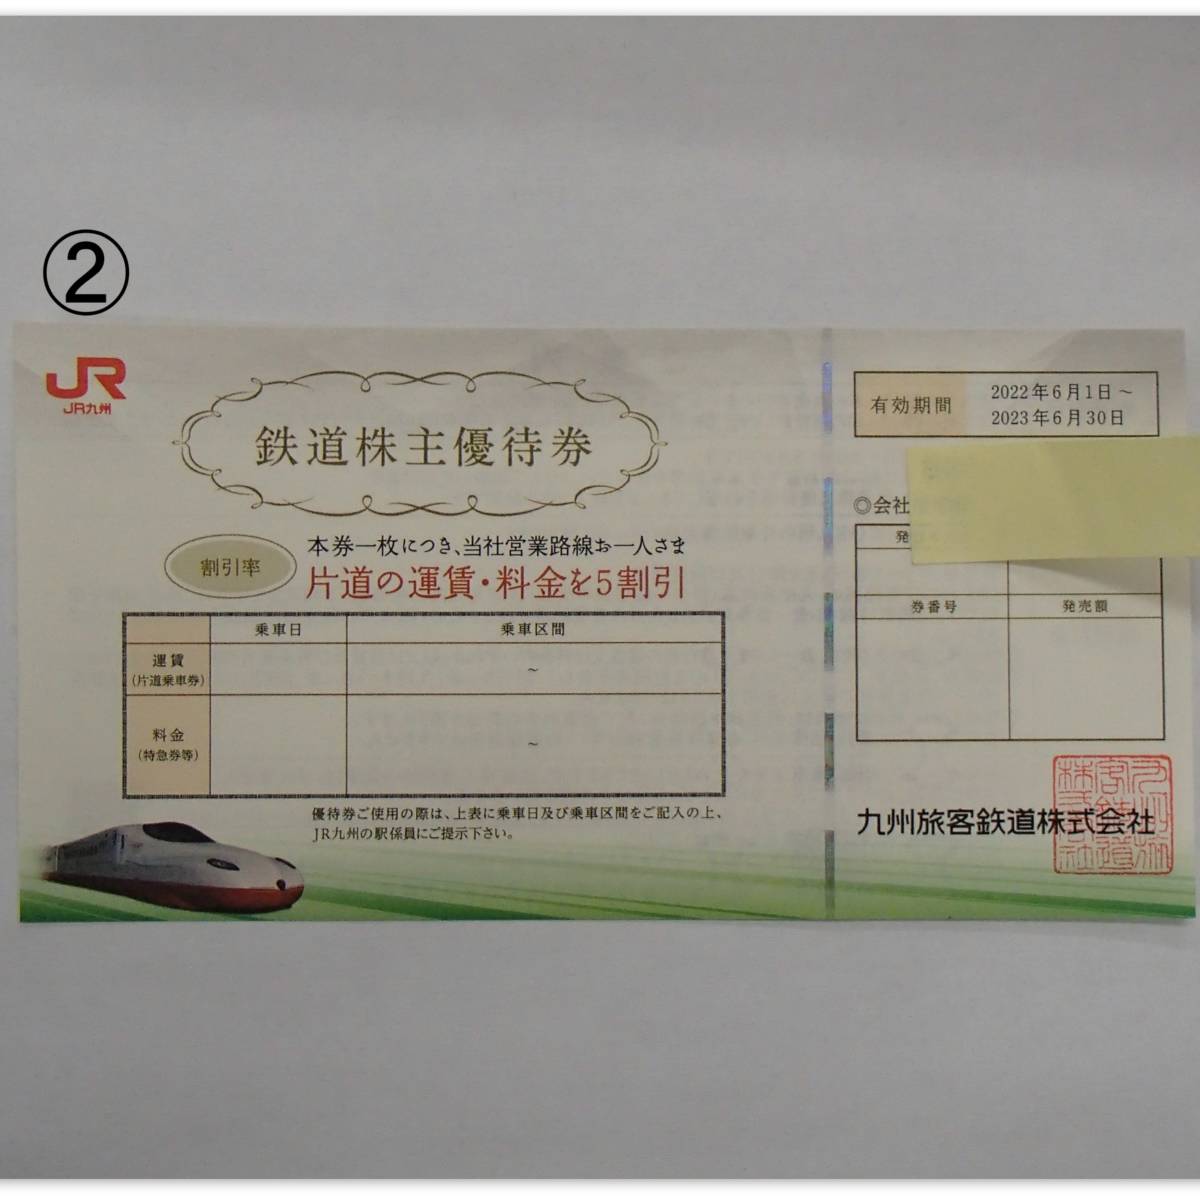 ②
JR
JR九州
鉄道株主優待券
割引率
本券一枚につき、当社営業路線お一人さま
片道の運賃・料金を5割引
乗車日 乗車区間
運賃
(片道乗車券)
~
料金
(特急券等)
~
優待券ご使用の際は、上表に乗車日及び乗車区間をご記入の上、
JR九州の駅係員にご提示下さい。
有効期間
2022年6月1日~
2023年6月30日
◎会社
発
券番号 発売額
九州旅客鉄道株式会社